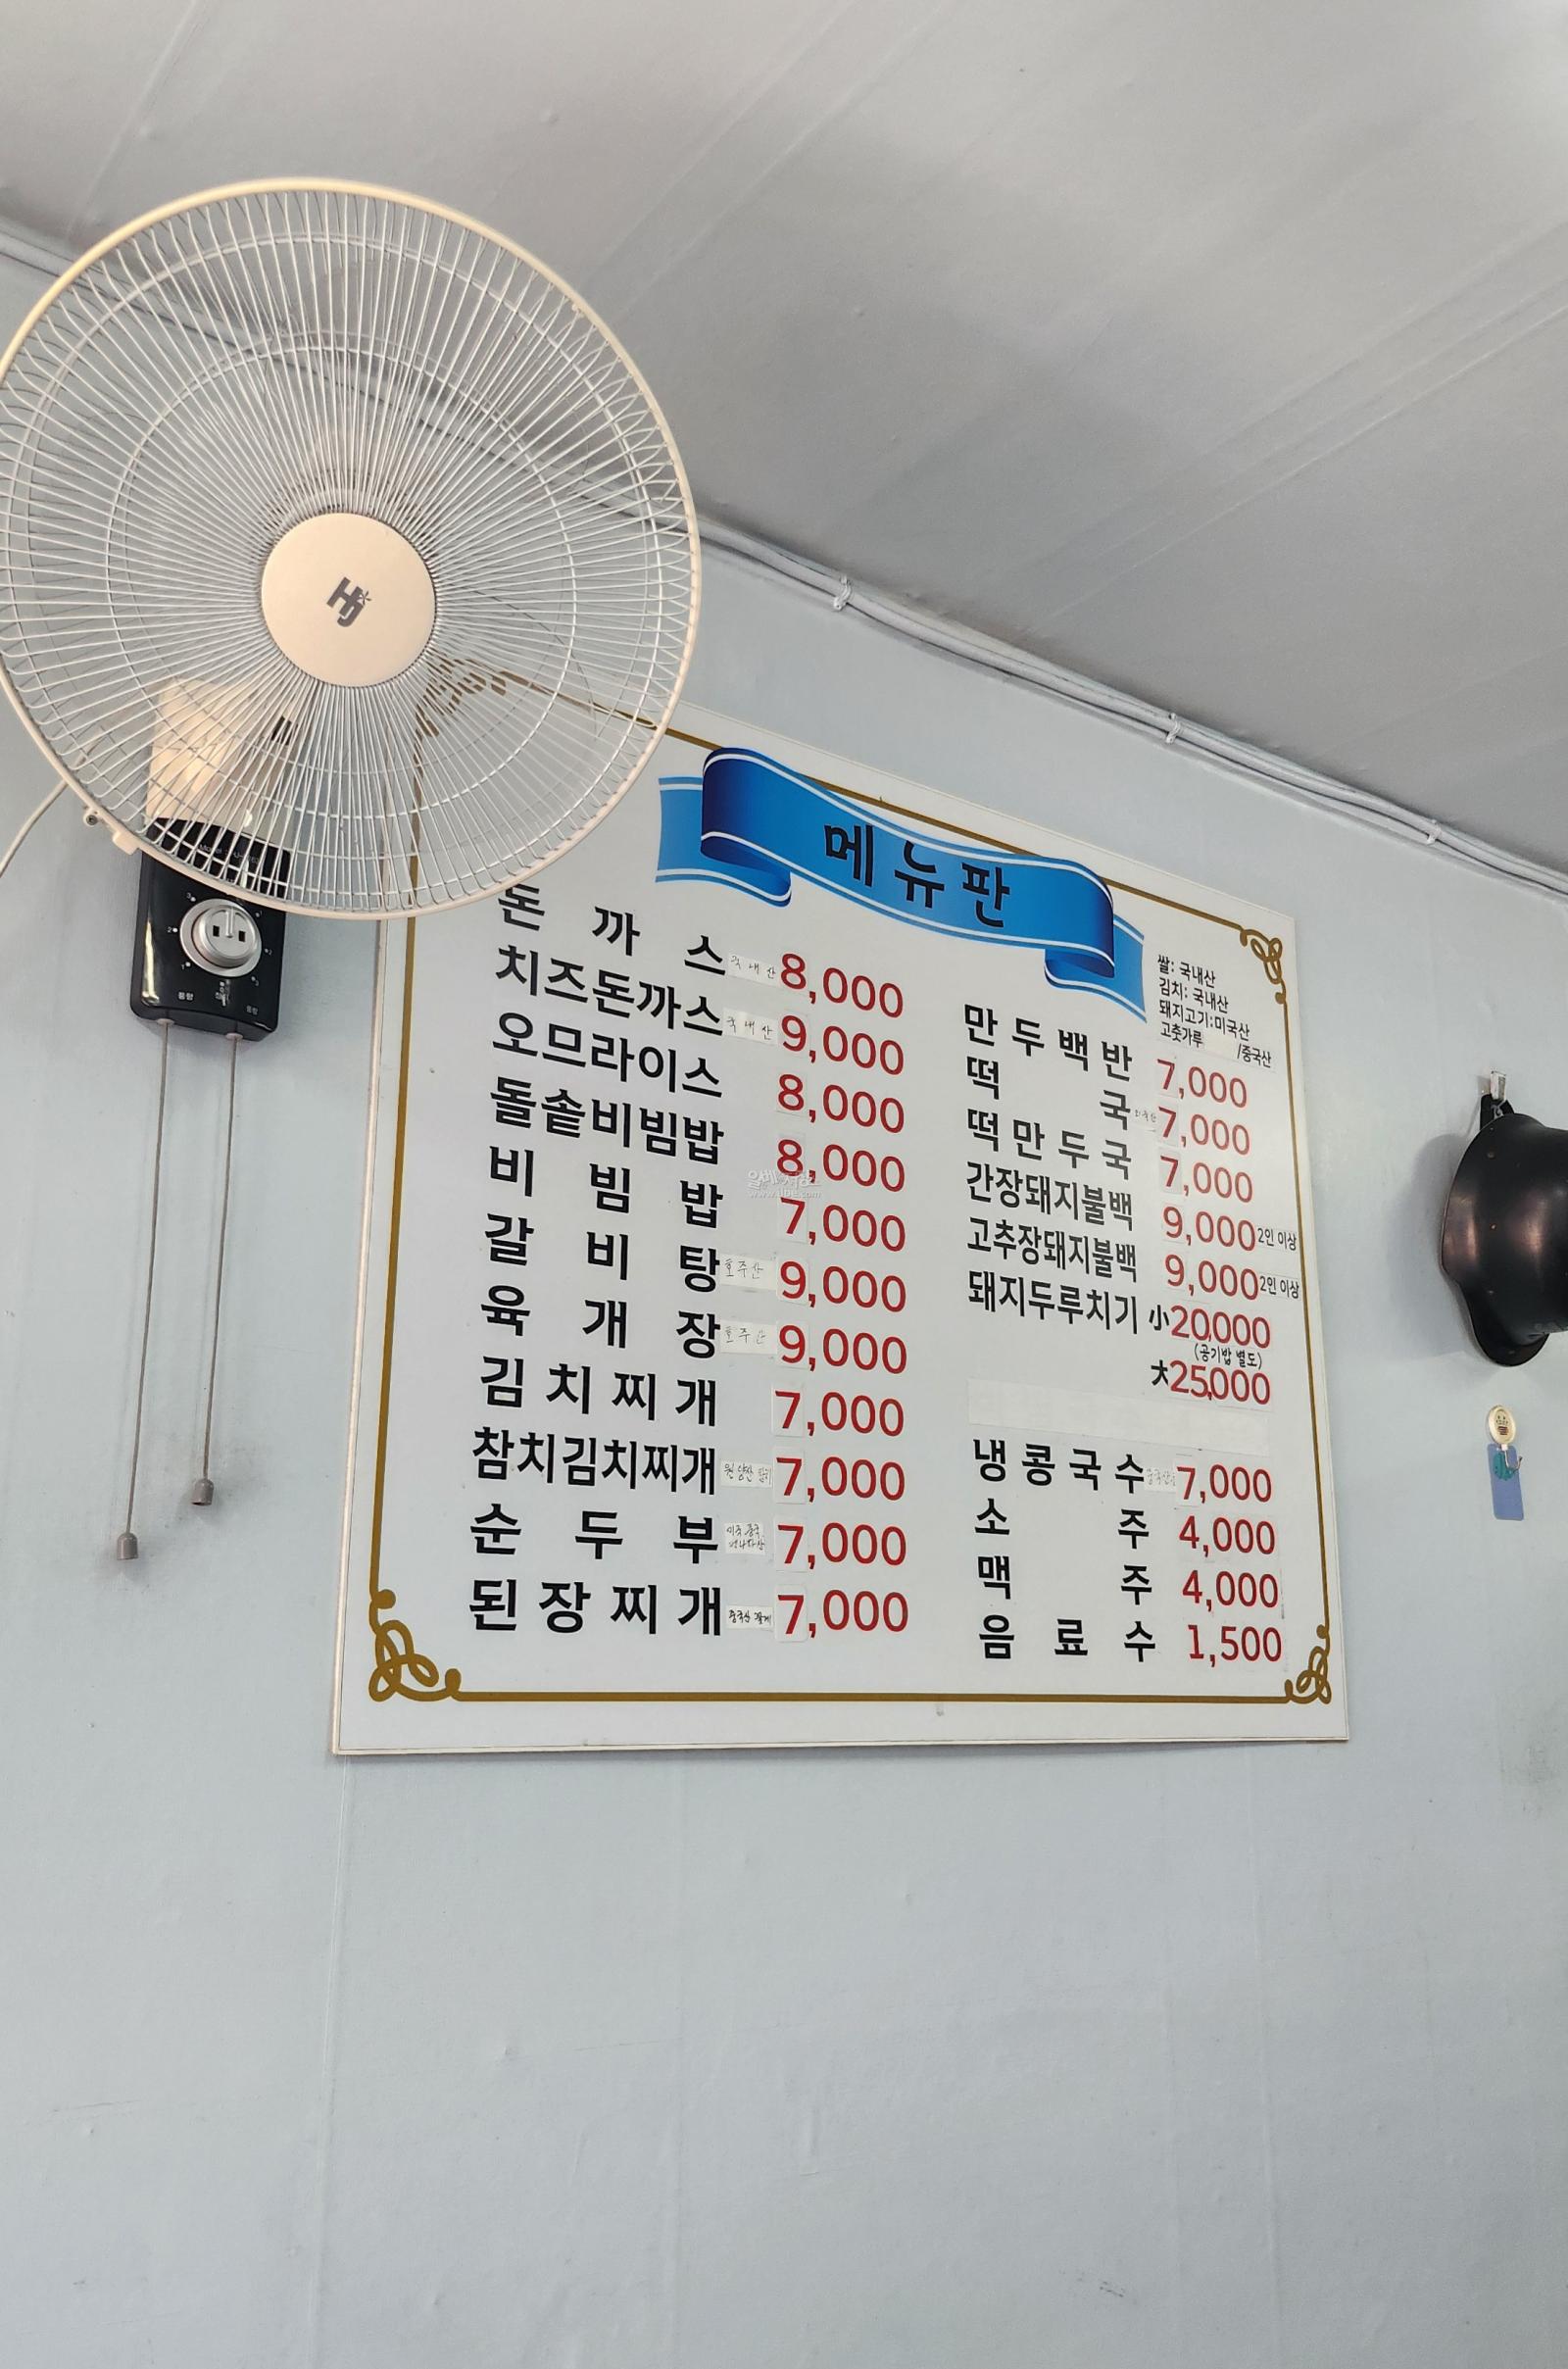 메뉴판
쌀: 국내산
김치: 국내산
돼지고기:미국산
고춧가루 /중국산
돈 까 스 국내산 8,000
치즈돈까스 국내산 9,000
오므라이스 8,000
돌솥비빔밥 8,000
비 빔 밥 7,000
갈 비 탕 호주산 9,000
육 개 장 호주산 9,000
김 치 찌 개 7,000
참치김치찌개 원양산 7,000
순 두 부 7,000
된 장 찌 개 중국산 7,000
만 두 백 반 7,000
떡 국 7,000
떡 만 두 국 7,000
간장돼지불백 9,000 2인 이상
고추장돼지불백 9,000 2인 이상
돼지두루치기 小 20,000
(공기밥 별도)
大 25,000
냉 콩 국 수 7,000
소 주 4,000
맥 주 4,000
음 료 수 1,500